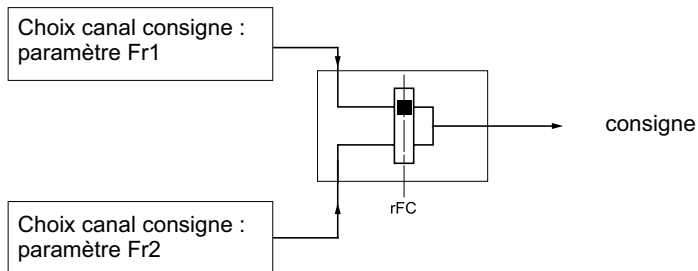 Choix canal consigne :
paramètre Fr1
consigne
rFC
Choix canal consigne :
paramètre Fr2